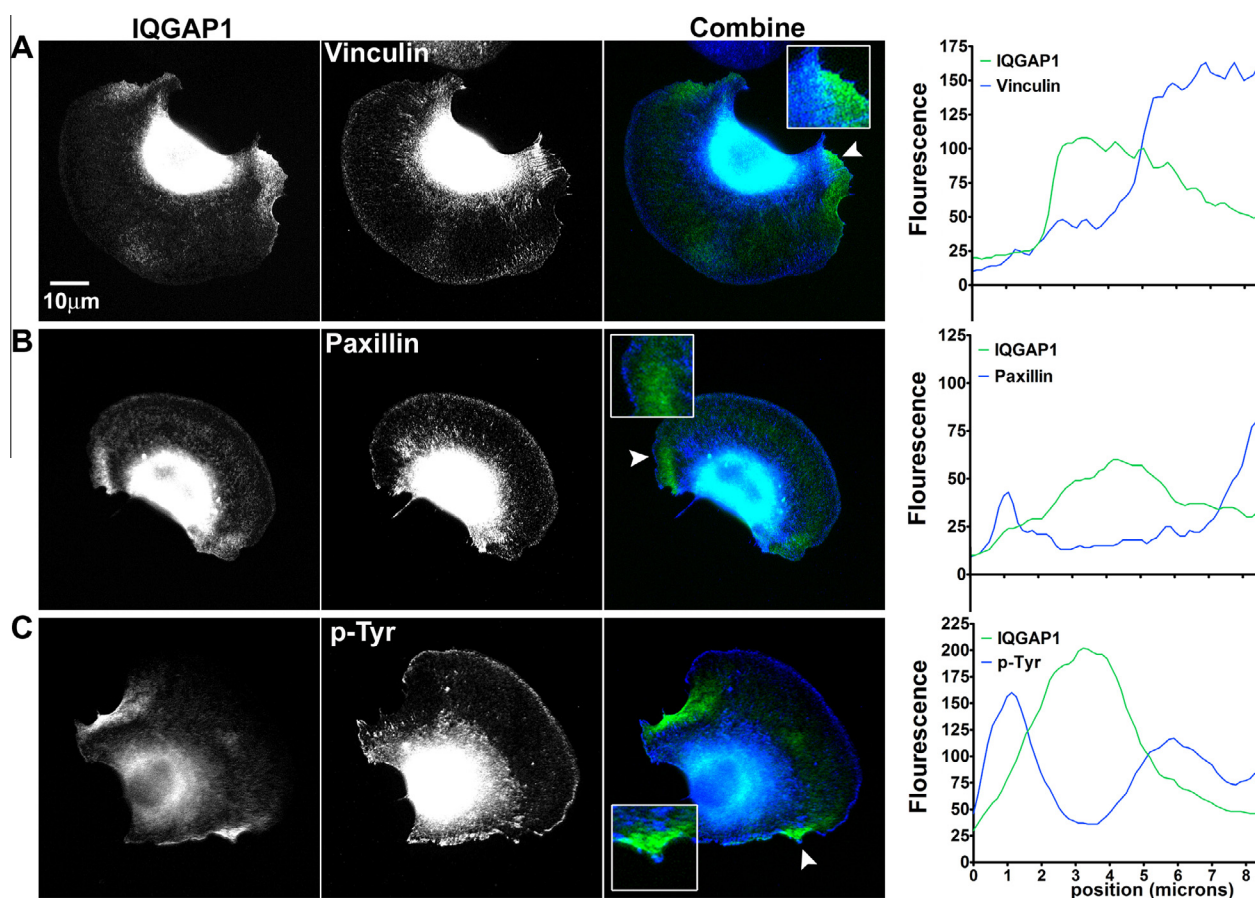 IQGAP1
Combine
A
Vinculin
10μm
175
150
125
100
75
50
25
0
Flourescence
IQGAP1
Vinculin
B
Paxillin
125
100
75
50
25
0
Flourescence
IQGAP1
Paxillin
C
p-Tyr
225
200
175
150
125
100
75
50
25
0
Flourescence
IQGAP1
p-Tyr
0 1 2 3 4 5 6 7 8
position (microns)